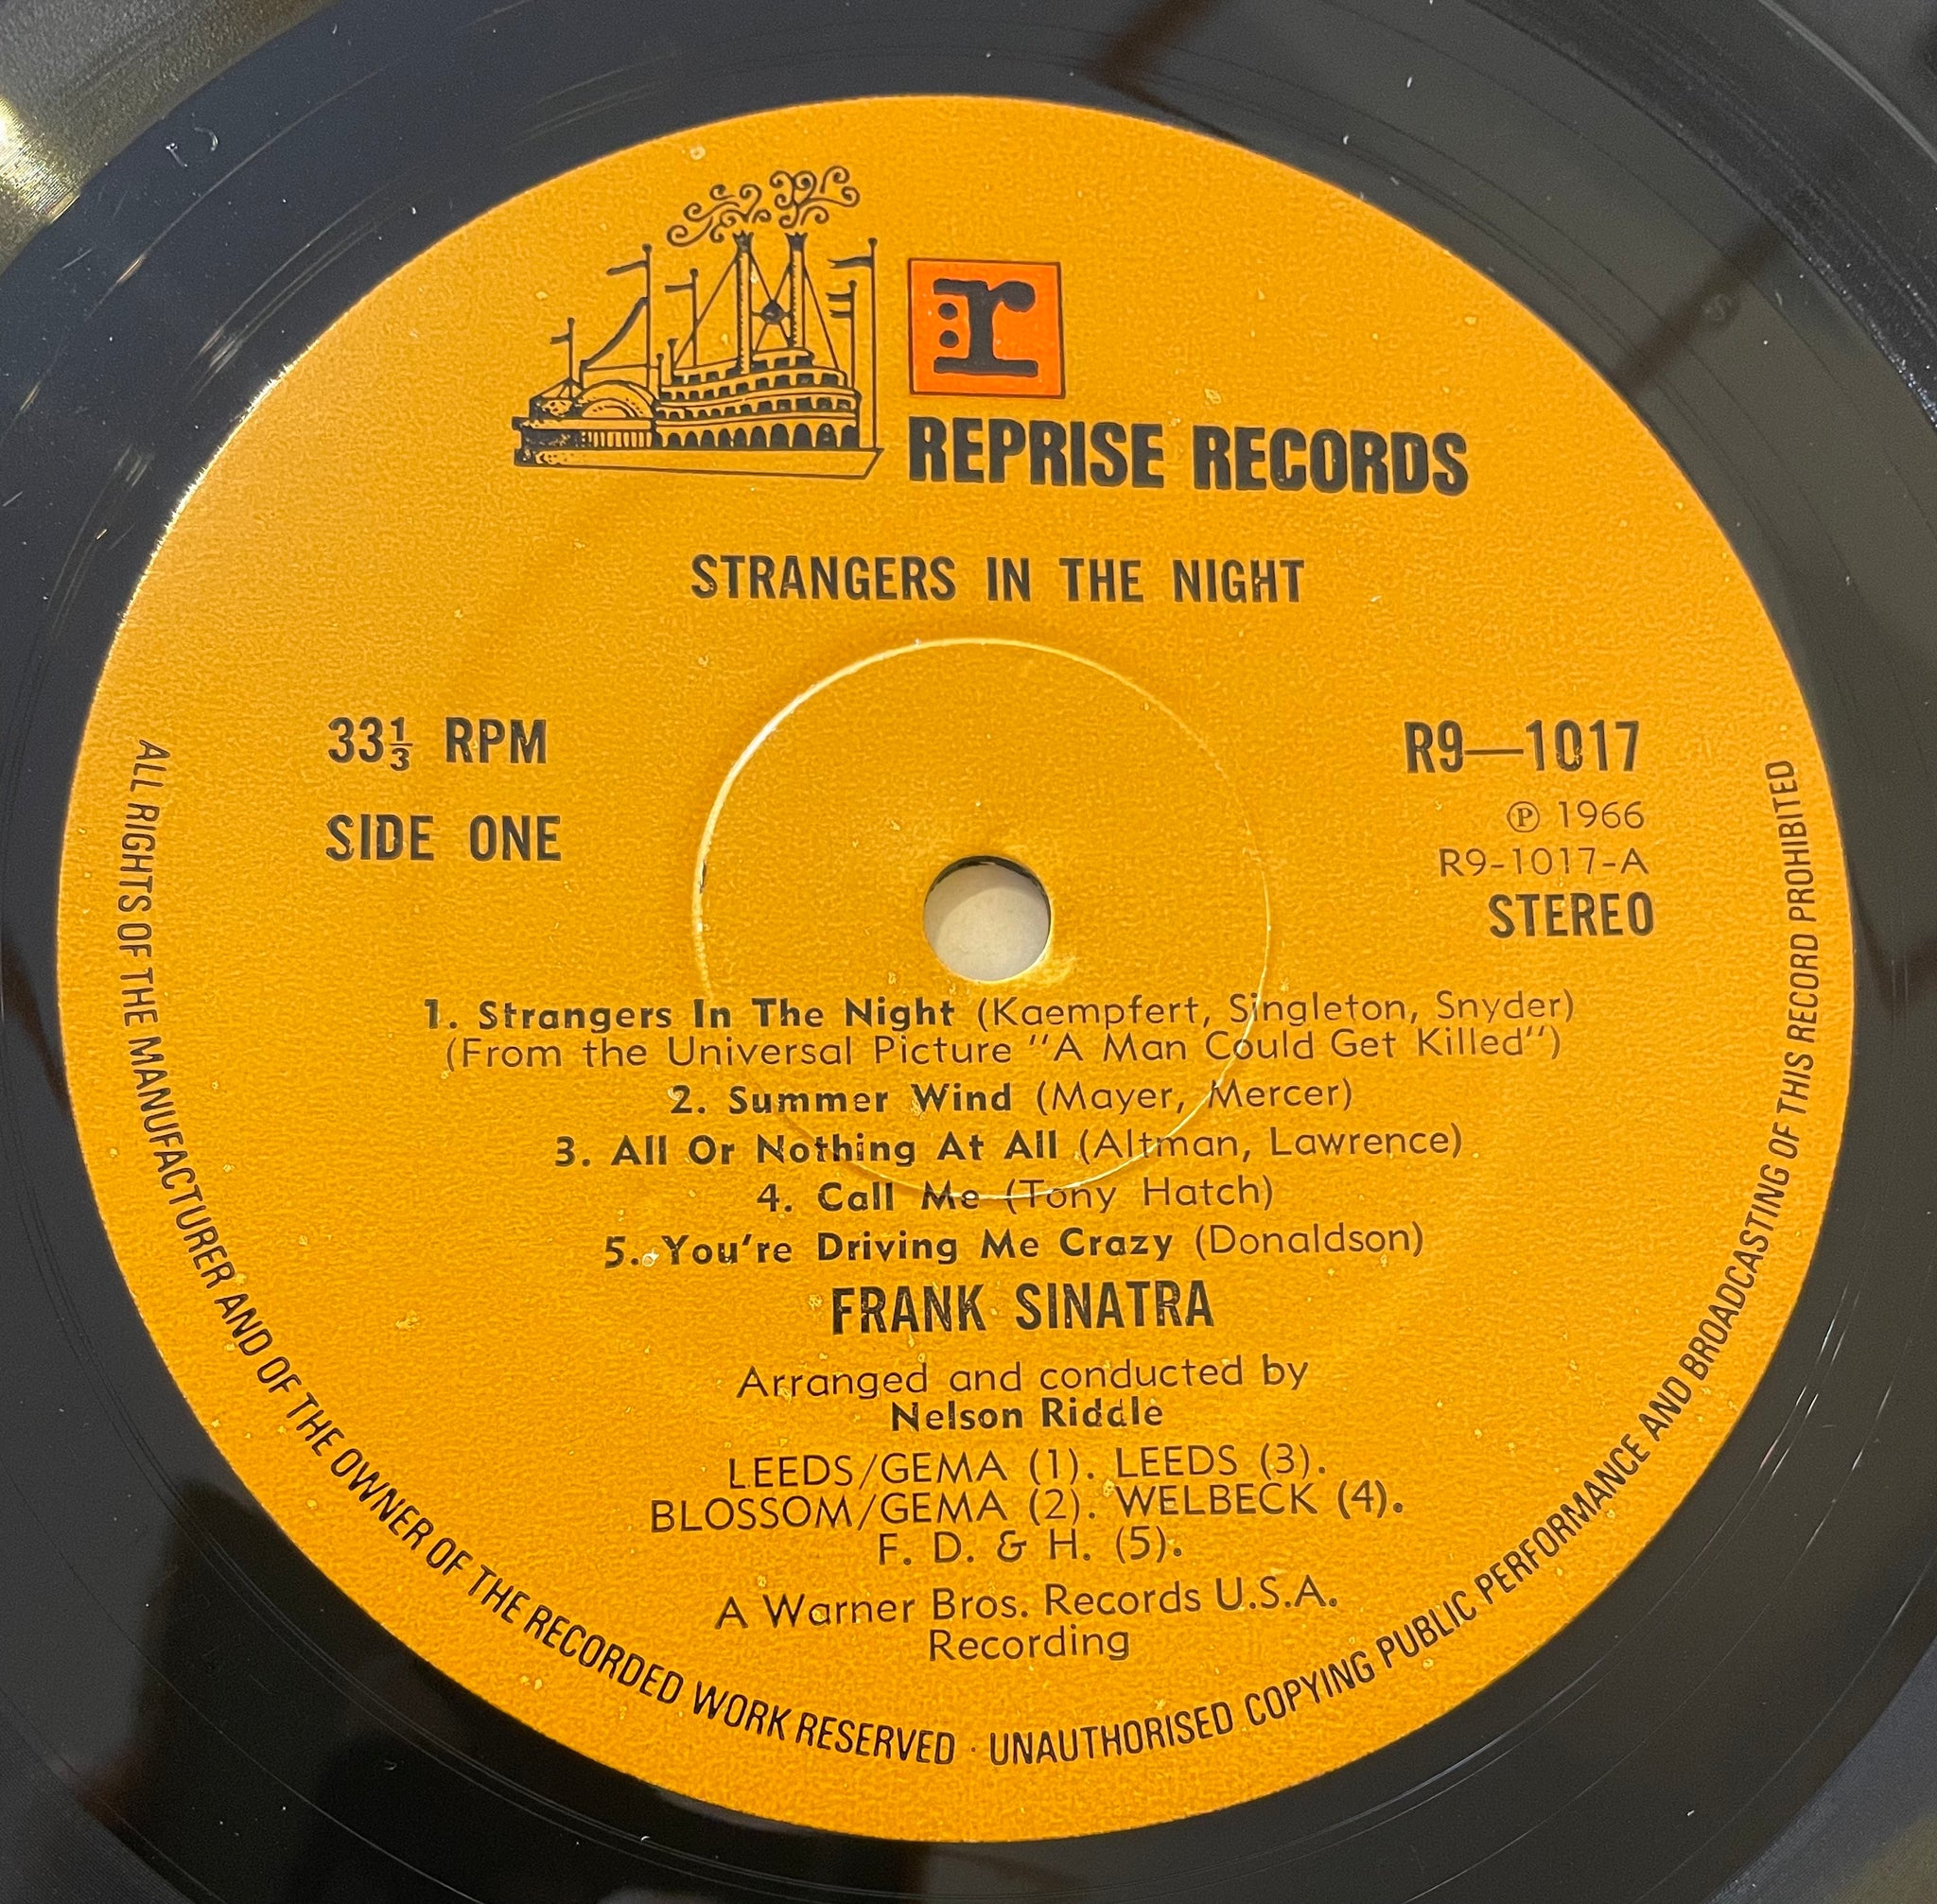 r
REPRISE RECORDS
STRANGERS IN THE NIGHT
33⅓ RPM
SIDE ONE
R9—1017
℗ 1966
R9-1017-A
STEREO
1. Strangers In The Night (Kaempfert, Singleton, Snyder)
(From the Universal Picture "A Man Could Get Killed")
2. Summer Wind (Mayer, Mercer)
3. All Or Nothing At All (Altman, Lawrence)
4. Call Me (Tony Hatch)
5. You're Driving Me Crazy (Donaldson)
FRANK SINATRA
Arranged and conducted by
Nelson Riddle
LEEDS/GEMA (1). LEEDS (3).
BLOSSOM/GEMA (2). WELBECK (4).
F. D. & H. (5).
A Warner Bros. Records U.S.A.
Recording
ALL RIGHTS OF THE MANUFACTURER AND OF THE OWNER OF THE RECORDED WORK RESERVED · UNAUTHORISED COPYING PUBLIC PERFORMANCE AND BROADCASTING OF THIS RECORD PROHIBITED